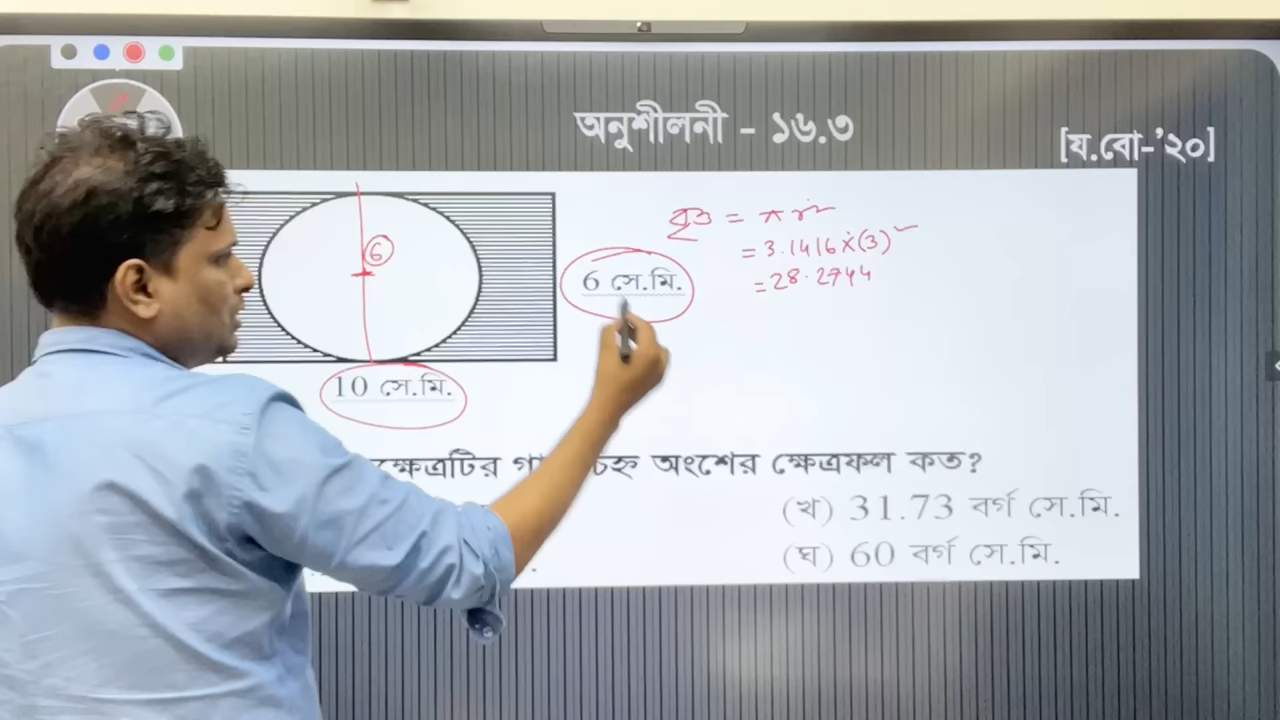 অনুশীলনী - ১৬.৩
[য.বো-'২০]
6
6 সে.মি.
বৃত্ত = πr²
= 3.1416×(3)²
= 28.2744
10 সে.মি.
ক্ষেত্রটির চিহ্ন অংশের ক্ষেত্রফল কত?
(খ) 31.73 বর্গ সে.মি.
(ঘ) 60 বর্গ সে.মি.